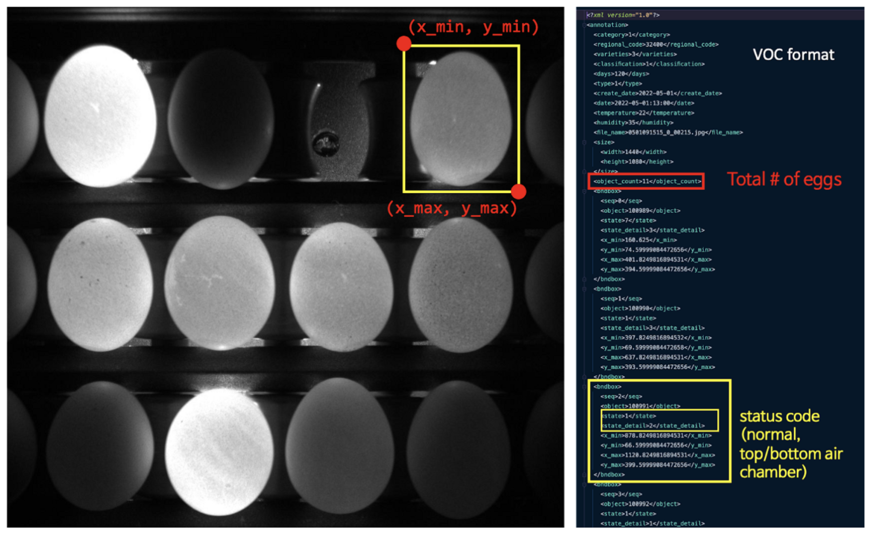 (x_min, y_min)
(x_max, y_max)
<?xml version="1.0"?>
<annotation>
<category>1</category>
<regional_code>32400</regional_code>
<varieties>3</varieties>
<classification>1</classification>
<days>120</days>
<type>1</type>
<create_date>2022-05-01</create_date>
<date>2022-05-01:13:00</date>
<temperature>22</temperature>
<humidity>35</humidity>
<file_name>0501091515_0_00215.jpg</file_name>
<size>
<width>1440</width>
<height>1080</height>
</size>
<object_count>11</object_count>
<bndbox>
<seq>0</seq>
<object>100989</object>
<state>7</state>
<state_detail>3</state_detail>
<x_min>160.625</x_min>
<y_min>74.59999084472656</y_min>
<x_max>401.8249816894531</x_max>
<y_max>394.59999084472656</y_max>
</bndbox>
<bndbox>
<seq>1</seq>
<object>100990</object>
<state>1</state>
<state_detail>3</state_detail>
<x_min>397.8249816894532</x_min>
<y_min>69.59999084472658</y_min>
<x_max>637.8249816894531</x_max>
<y_max>393.59999084472656</y_max>
</bndbox>
<bndbox>
<seq>2</seq>
<object>100991</object>
<state>1</state>
<state_detail>2</state_detail>
<x_min>878.8249816894531</x_min>
<y_min>66.59999084472656</y_min>
<x_max>1120.8249816894531</x_max>
<y_max>399.59999084472656</y_max>
</bndbox>
<bndbox>
<seq>3</seq>
<object>100992</object>
<state>1</state>
<state_detail>1</state_detail>
VOC format
Total # of eggs
status code
(normal,
top/bottom air
chamber)